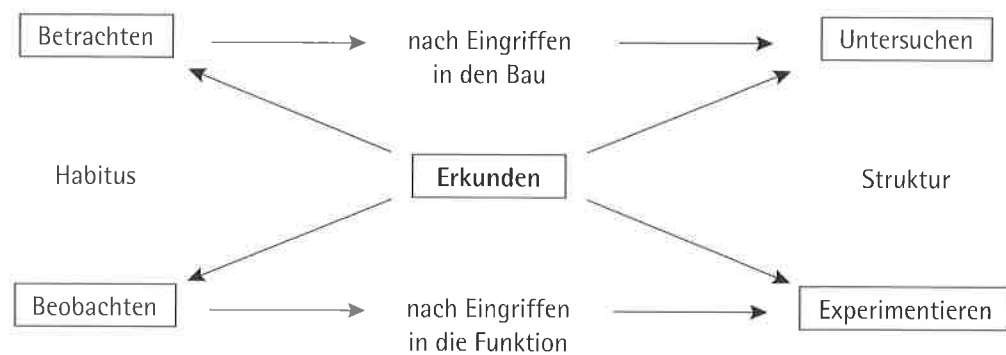 Betrachten
nach Eingriffen
in den Bau
Untersuchen
Habitus
Erkunden
Struktur
Beobachten
nach Eingriffen
in die Funktion
Experimentieren